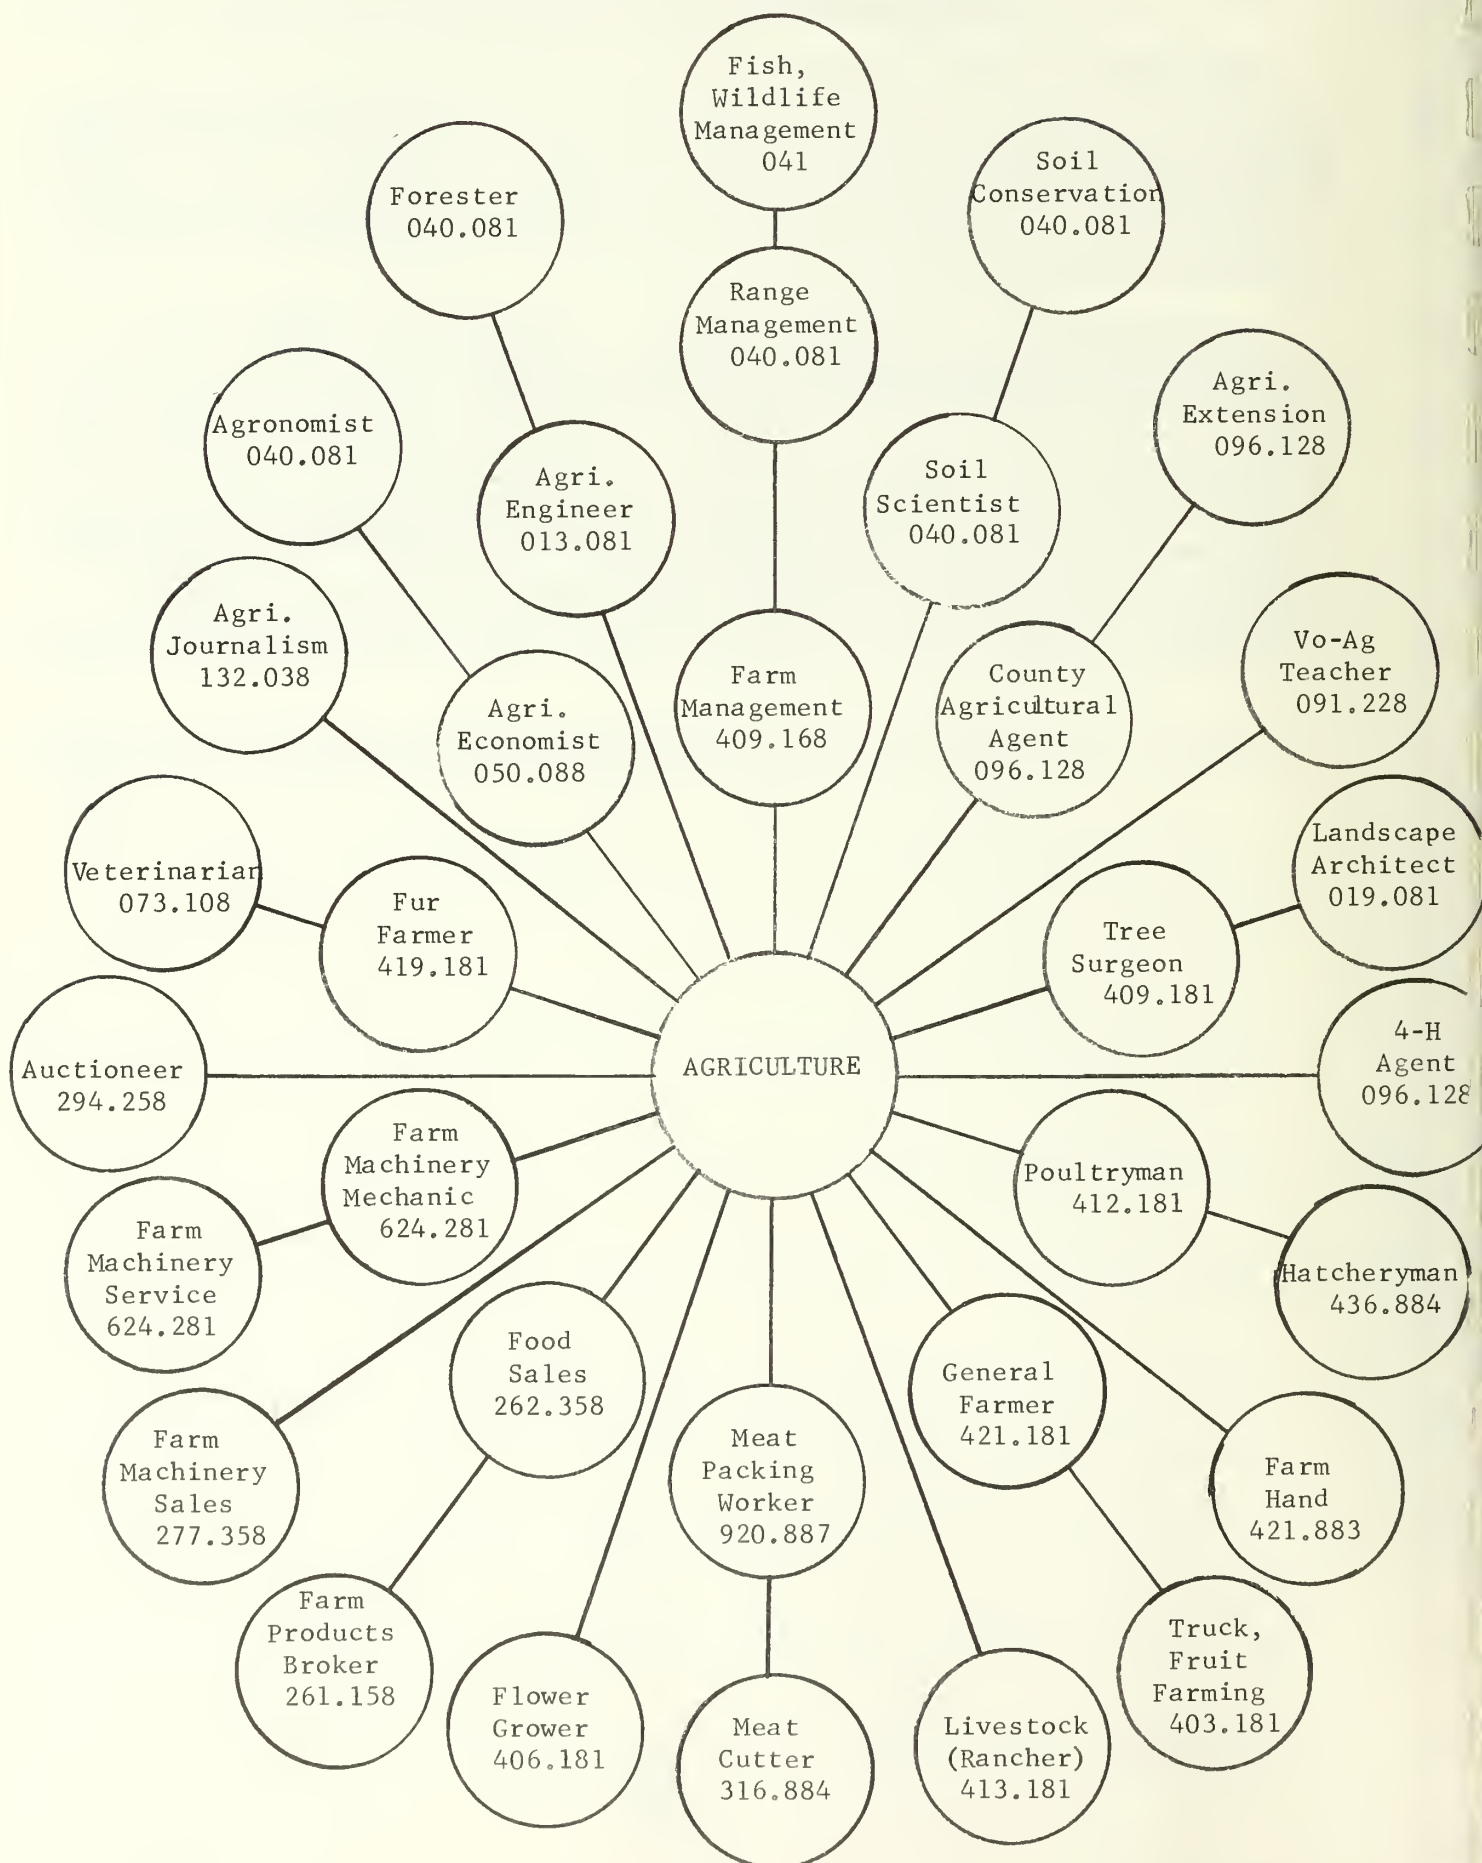 Fish,
Wildlife
Management
041
Forester
040.081
Soil
Conservation
040.081
Range
Management
040.081
Agronomist
040.081
Agri.
Engineer
013.081
Soil
Scientist
040.081
Agri.
Extension
096.128
Agri.
Journalism
132.038
Agri.
Economist
050.088
Farm
Management
409.168
County
Agricultural
Agent
096.128
Vo-Ag
Teacher
091.228
Veterinarian
073.108
Fur
Farmer
419.181
Tree
Surgeon
409.181
Landscape
Architect
019.081
Auctioneer
294.258
AGRICULTURE
4-H
Agent
096.128
Farm
Machinery
Mechanic
624.281
Poultryman
412.181
Farm
Machinery
Service
624.281
Hatcheryman
436.884
Food
Sales
262.358
General
Farmer
421.181
Farm
Machinery
Sales
277.358
Meat
Packing
Worker
920.887
Farm
Hand
421.883
Farm
Products
Broker
261.158
Flower
Grower
406.181
Meat
Cutter
316.884
Livestock
(Rancher)
413.181
Truck,
Fruit
Farming
403.181